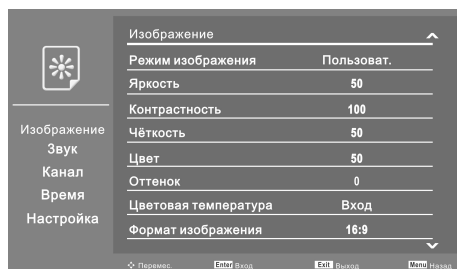 Изображение
Звук
Канал
Время
Настройка
Изображение
Режим изображения Пользоват.
Яркость 50
Контрастность 100
Чёткость 50
Цвет 50
Оттенок 0
Цветовая температура Вход
Формат изображения 16:9
Перемес. Enter Вход Exit Выход Menu Назад